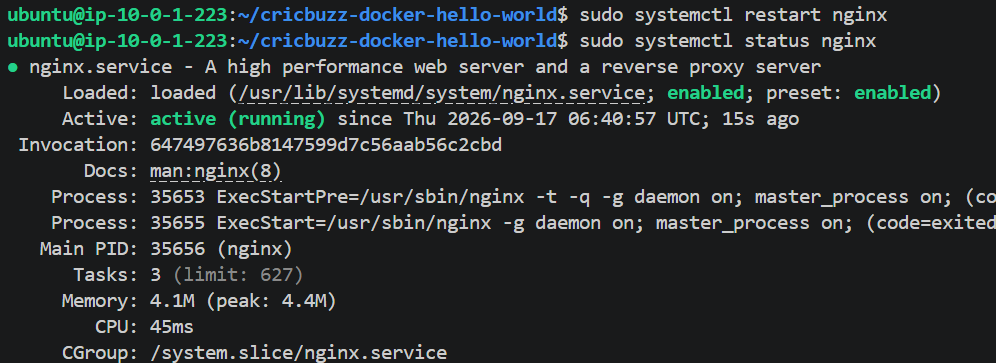 ubuntu@ip-10-0-1-223:~/cricbuzz-docker-hello-world$ sudo systemctl restart nginx
ubuntu@ip-10-0-1-223:~/cricbuzz-docker-hello-world$ sudo systemctl status nginx
● nginx.service - A high performance web server and a reverse proxy server
Loaded: loaded (/usr/lib/systemd/system/nginx.service; enabled; preset: enabled)
Active: active (running) since Thu 2026-09-17 06:40:57 UTC; 15s ago
Invocation: 647497636b8147599d7c56aab56c2cbd
Docs: man:nginx(8)
Process: 35653 ExecStartPre=/usr/sbin/nginx -t -q -g daemon on; master_process on; (co
Process: 35655 ExecStart=/usr/sbin/nginx -g daemon on; master_process on; (code=exited
Main PID: 35656 (nginx)
Tasks: 3 (limit: 627)
Memory: 4.1M (peak: 4.4M)
CPU: 45ms
CGroup: /system.slice/nginx.service